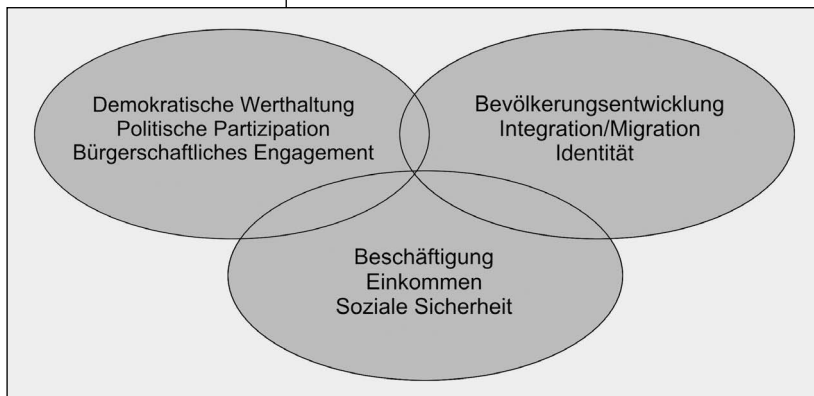 Demokratische Werthaltung
Politische Partizipation
Bürgerschaftliches Engagement
Bevölkerungsentwicklung
Integration/Migration
Identität
Beschäftigung
Einkommen
Soziale Sicherheit